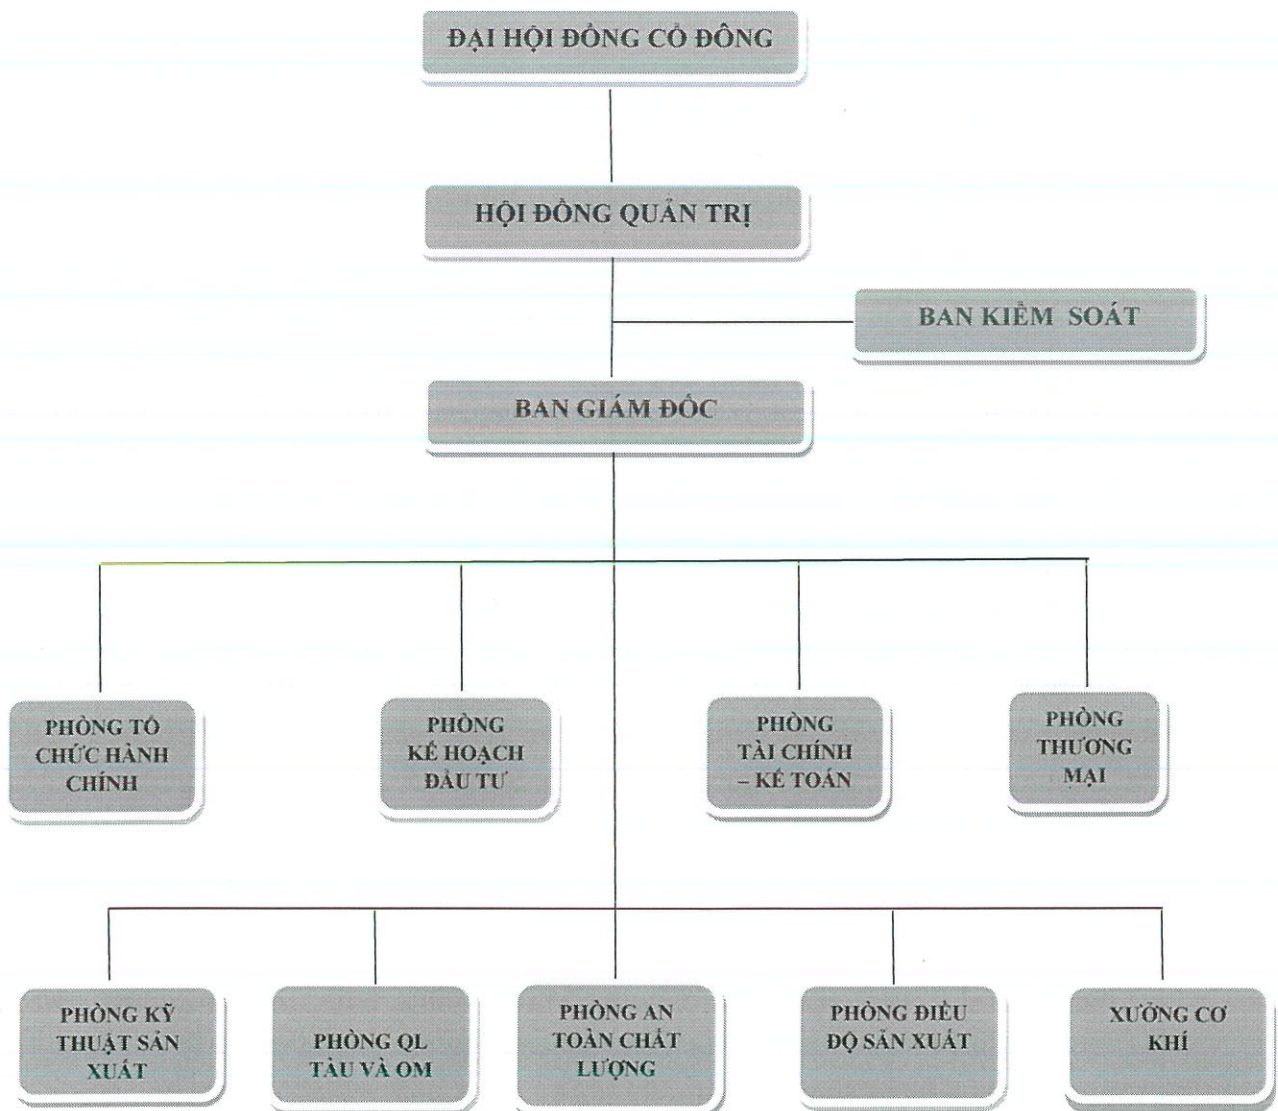 ĐẠI HỘI ĐỒNG CỔ ĐÔNG
HỘI ĐỒNG QUẢN TRỊ
BAN KIỂM SOÁT
BAN GIÁM ĐỐC
PHÒNG TỔ
CHỨC HÀNH
CHÍNH
PHÒNG
KẾ HOẠCH
ĐẦU TƯ
PHÒNG
TÀI CHÍNH
– KẾ TOÁN
PHÒNG
THƯƠNG
MẠI
PHÒNG KỸ
THUẬT SẢN
XUẤT
PHÒNG QL
TÀU VÀ OM
PHÒNG AN
TOÀN CHẤT
LƯỢNG
PHÒNG ĐIỀU
ĐỘ SẢN XUẤT
XƯỞNG CƠ
KHÍ